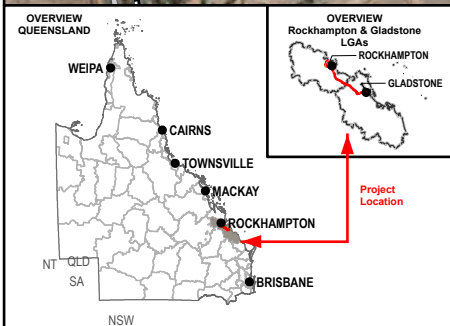 OVERVIEW
QUEENSLAND
WEIPA
CAIRNS
TOWNSVILLE
MACKAY
ROCKHAMPTON
BRISBANE
NT
QLD
SA
NSW
OVERVIEW
Rockhampton & Gladstone
LGAs
ROCKHAMPTON
GLADSTONE
Project
Location